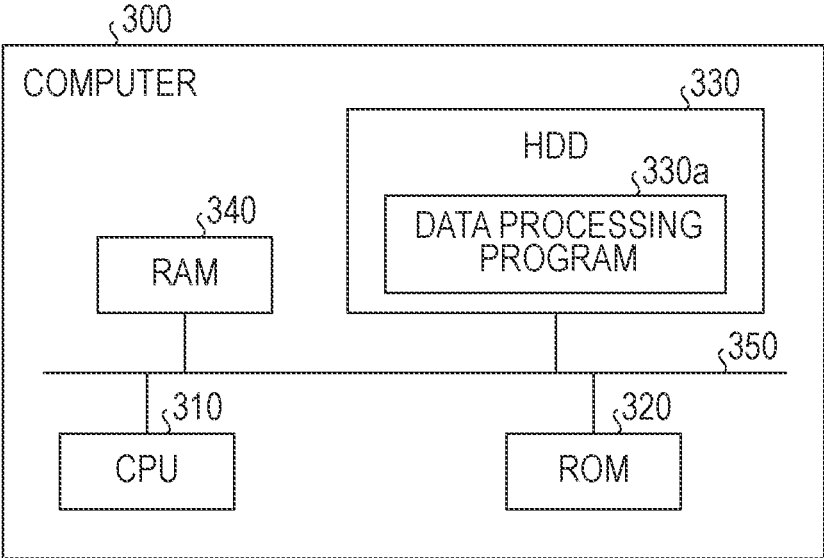 300
COMPUTER
330
HDD
330a
DATA PROCESSING
PROGRAM
340
RAM
350
310
CPU
320
ROM